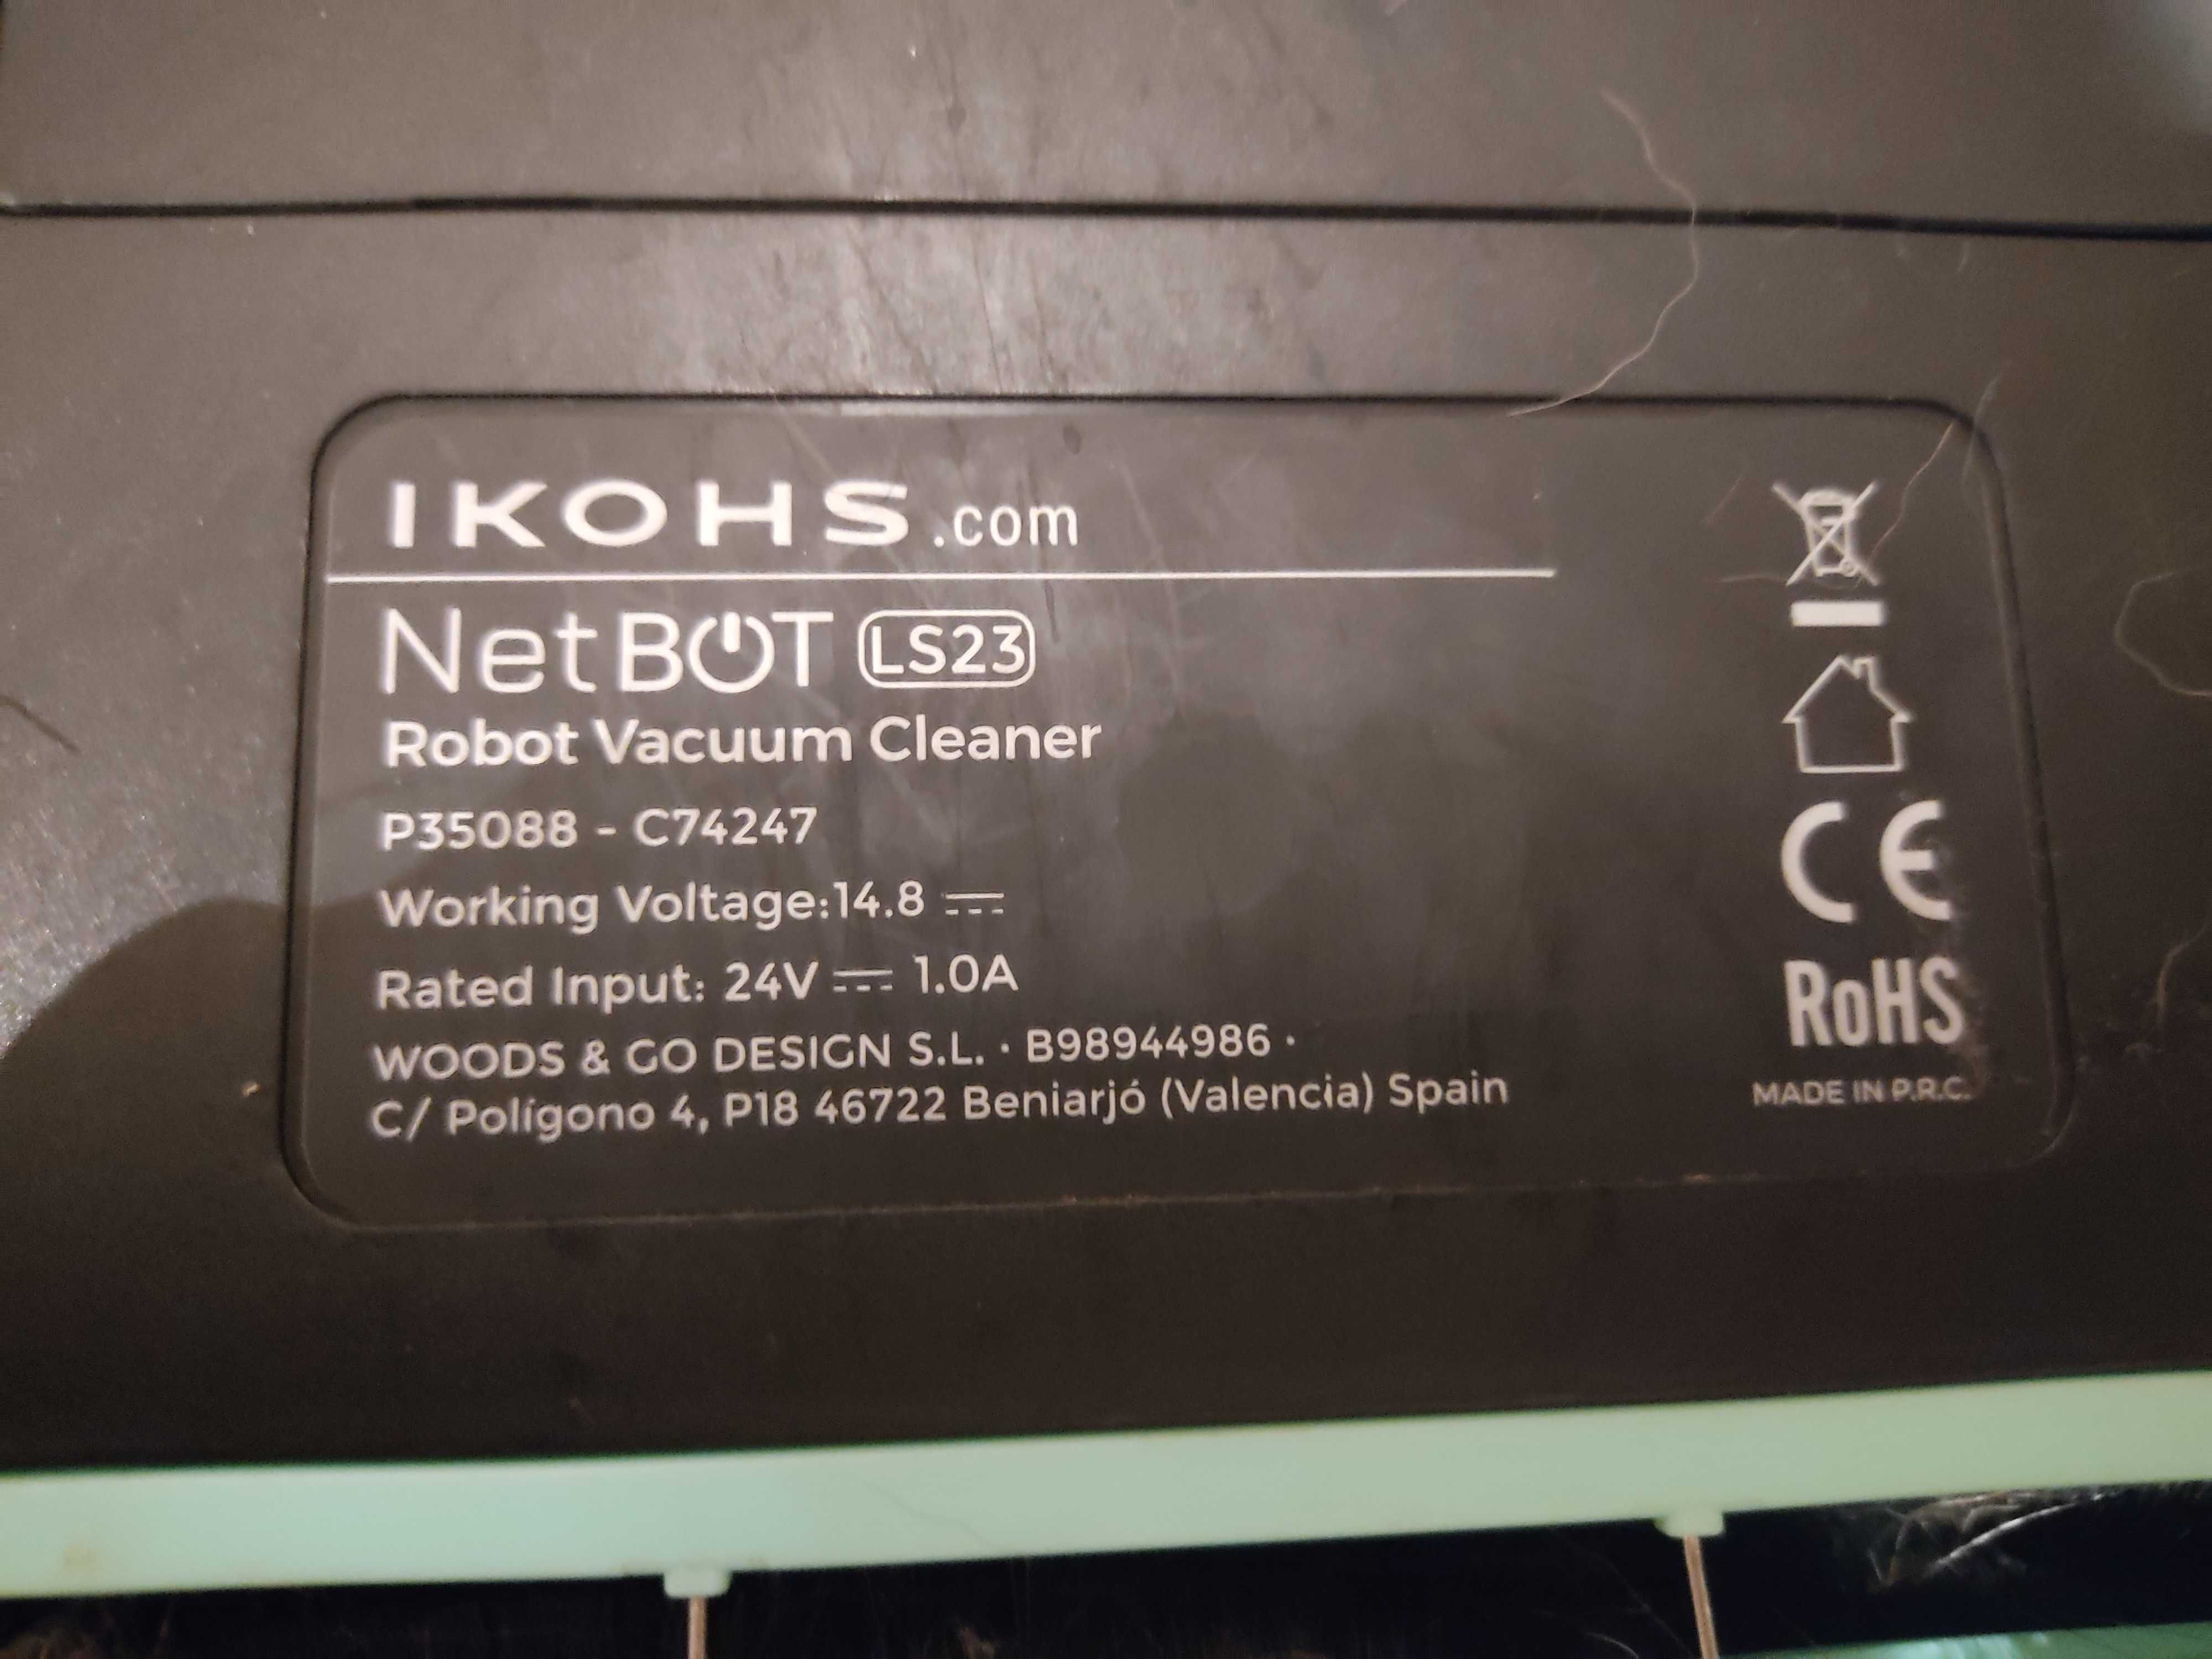 IKOHS.com
NetBOT LS23
Robot Vacuum Cleaner
P35088 - C74247
Working Voltage:14.8 ⎓
Rated Input: 24V ⎓ 1.0A
WOODS & GO DESIGN S.L. · B98944986 ·
C/ Polígono 4, P18 46722 Beniarjó (Valencia) Spain
CE
RoHS
MADE IN P.R.C.